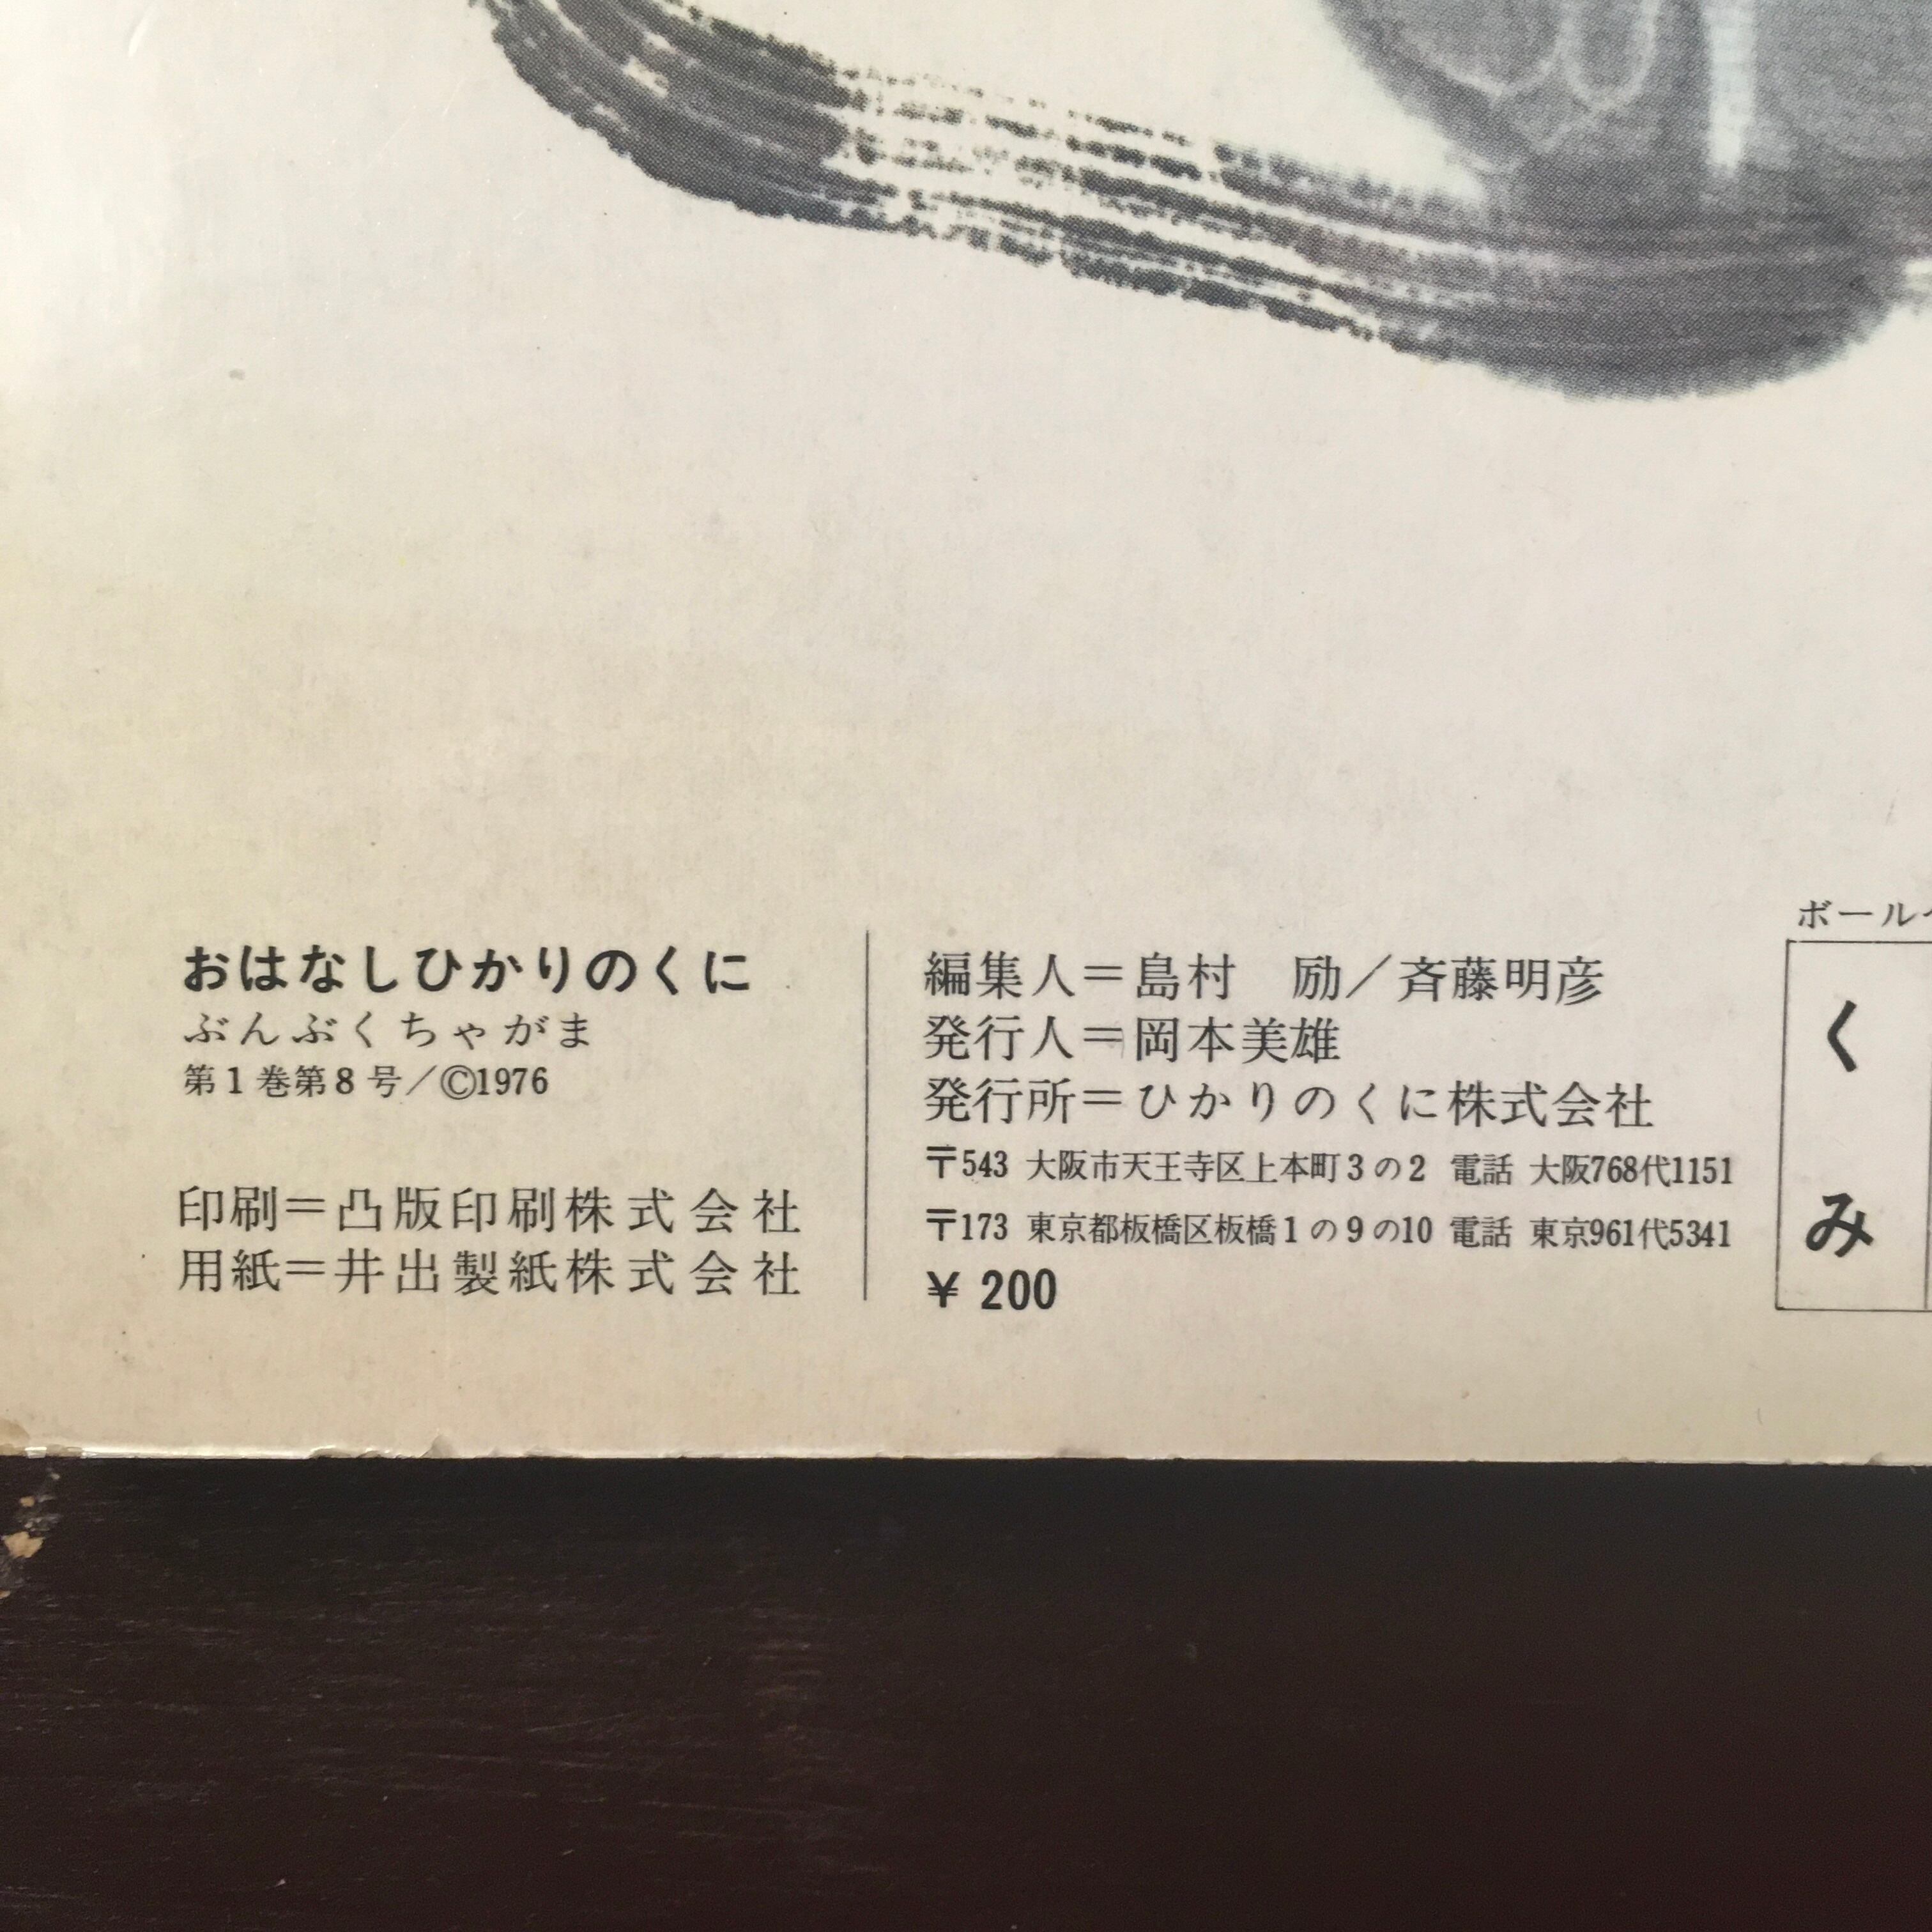 おはなしひかりのくに
ぶんぶくちゃがま
第1巻第8号／©1976
印刷＝凸版印刷株式会社
用紙＝井出製紙株式会社
編集人＝島村　励／斉藤明彦
発行人＝岡本美雄
発行所＝ひかりのくに株式会社
〒543 大阪市天王寺区上本町3の2 電話 大阪768代1151
〒173 東京都板橋区板橋1の9の10 電話 東京961代5341
¥ 200
ボール
くみ